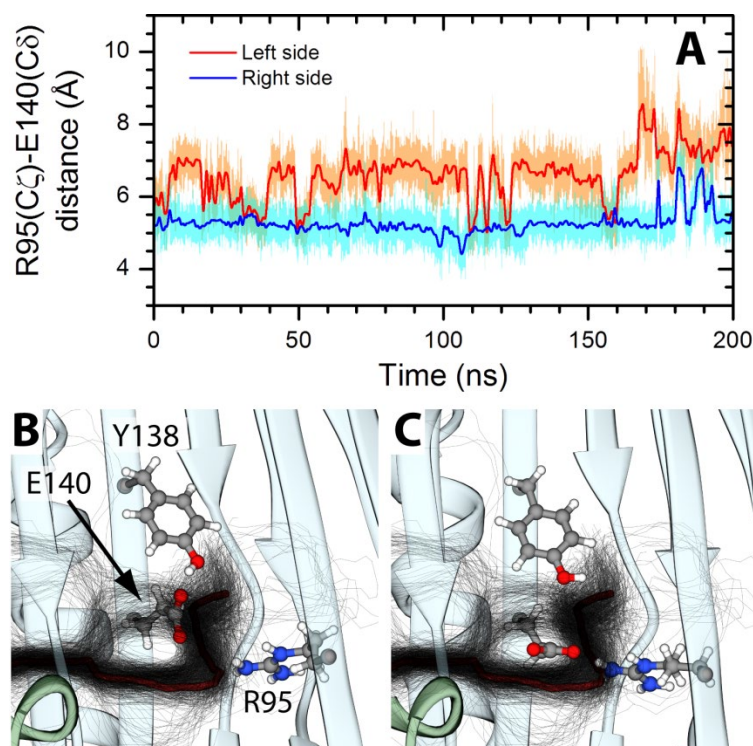 A
R95(Cζ)-E140(Cδ)
distance (Å)
Left side
Right side
10
8
6
4
0
50
100
150
200
Time (ns)
B
Y138
E140
R95
C